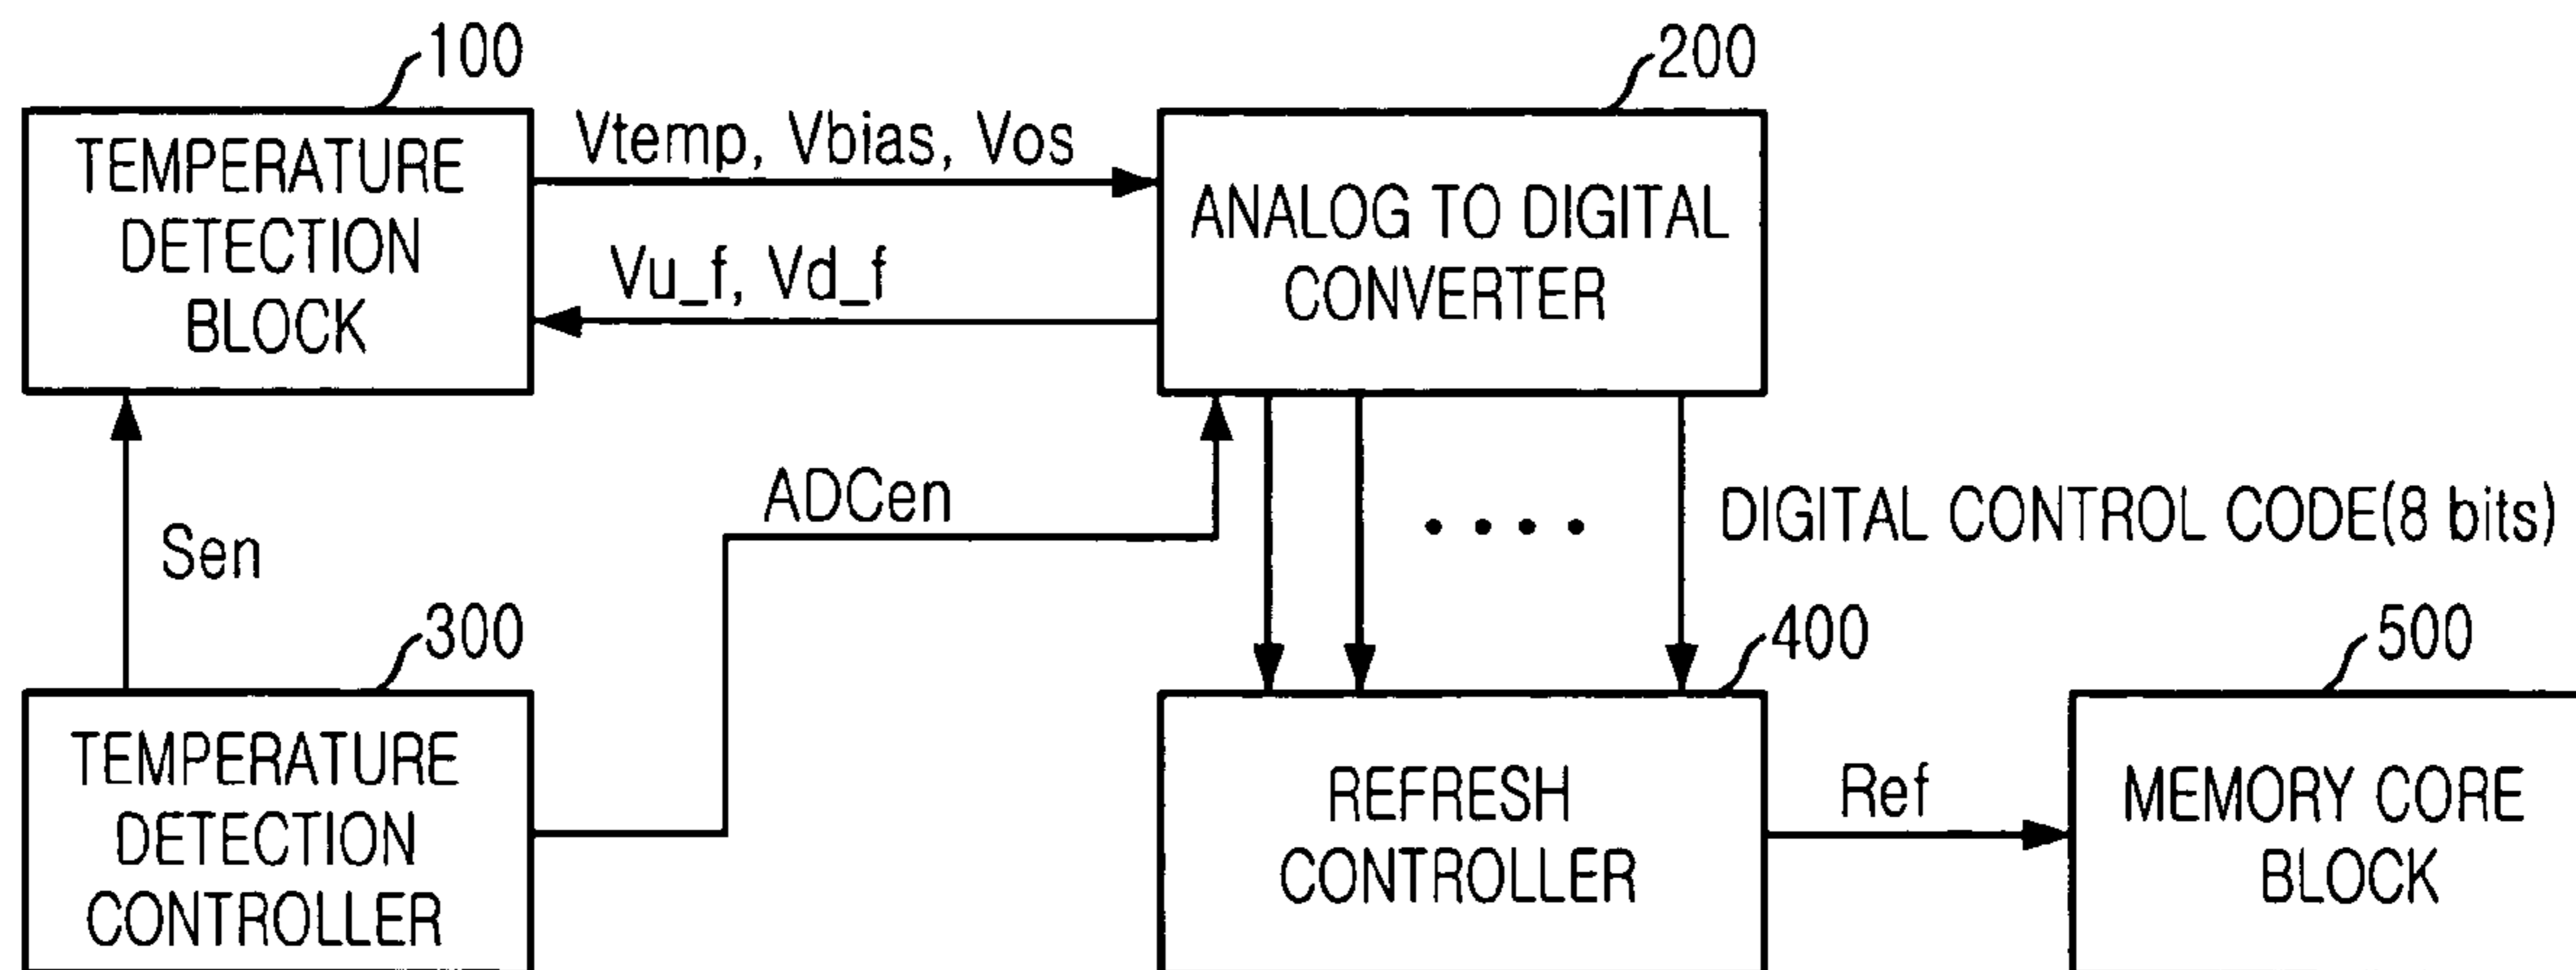 100
200
TEMPERATURE
DETECTION
BLOCK
Vtemp, Vbias, Vos
Vu_f, Vd_f
ANALOG TO DIGITAL
CONVERTER
Sen
ADCen
DIGITAL CONTROL CODE(8 bits)
300
400
500
TEMPERATURE
DETECTION
CONTROLLER
REFRESH
CONTROLLER
Ref
MEMORY CORE
BLOCK